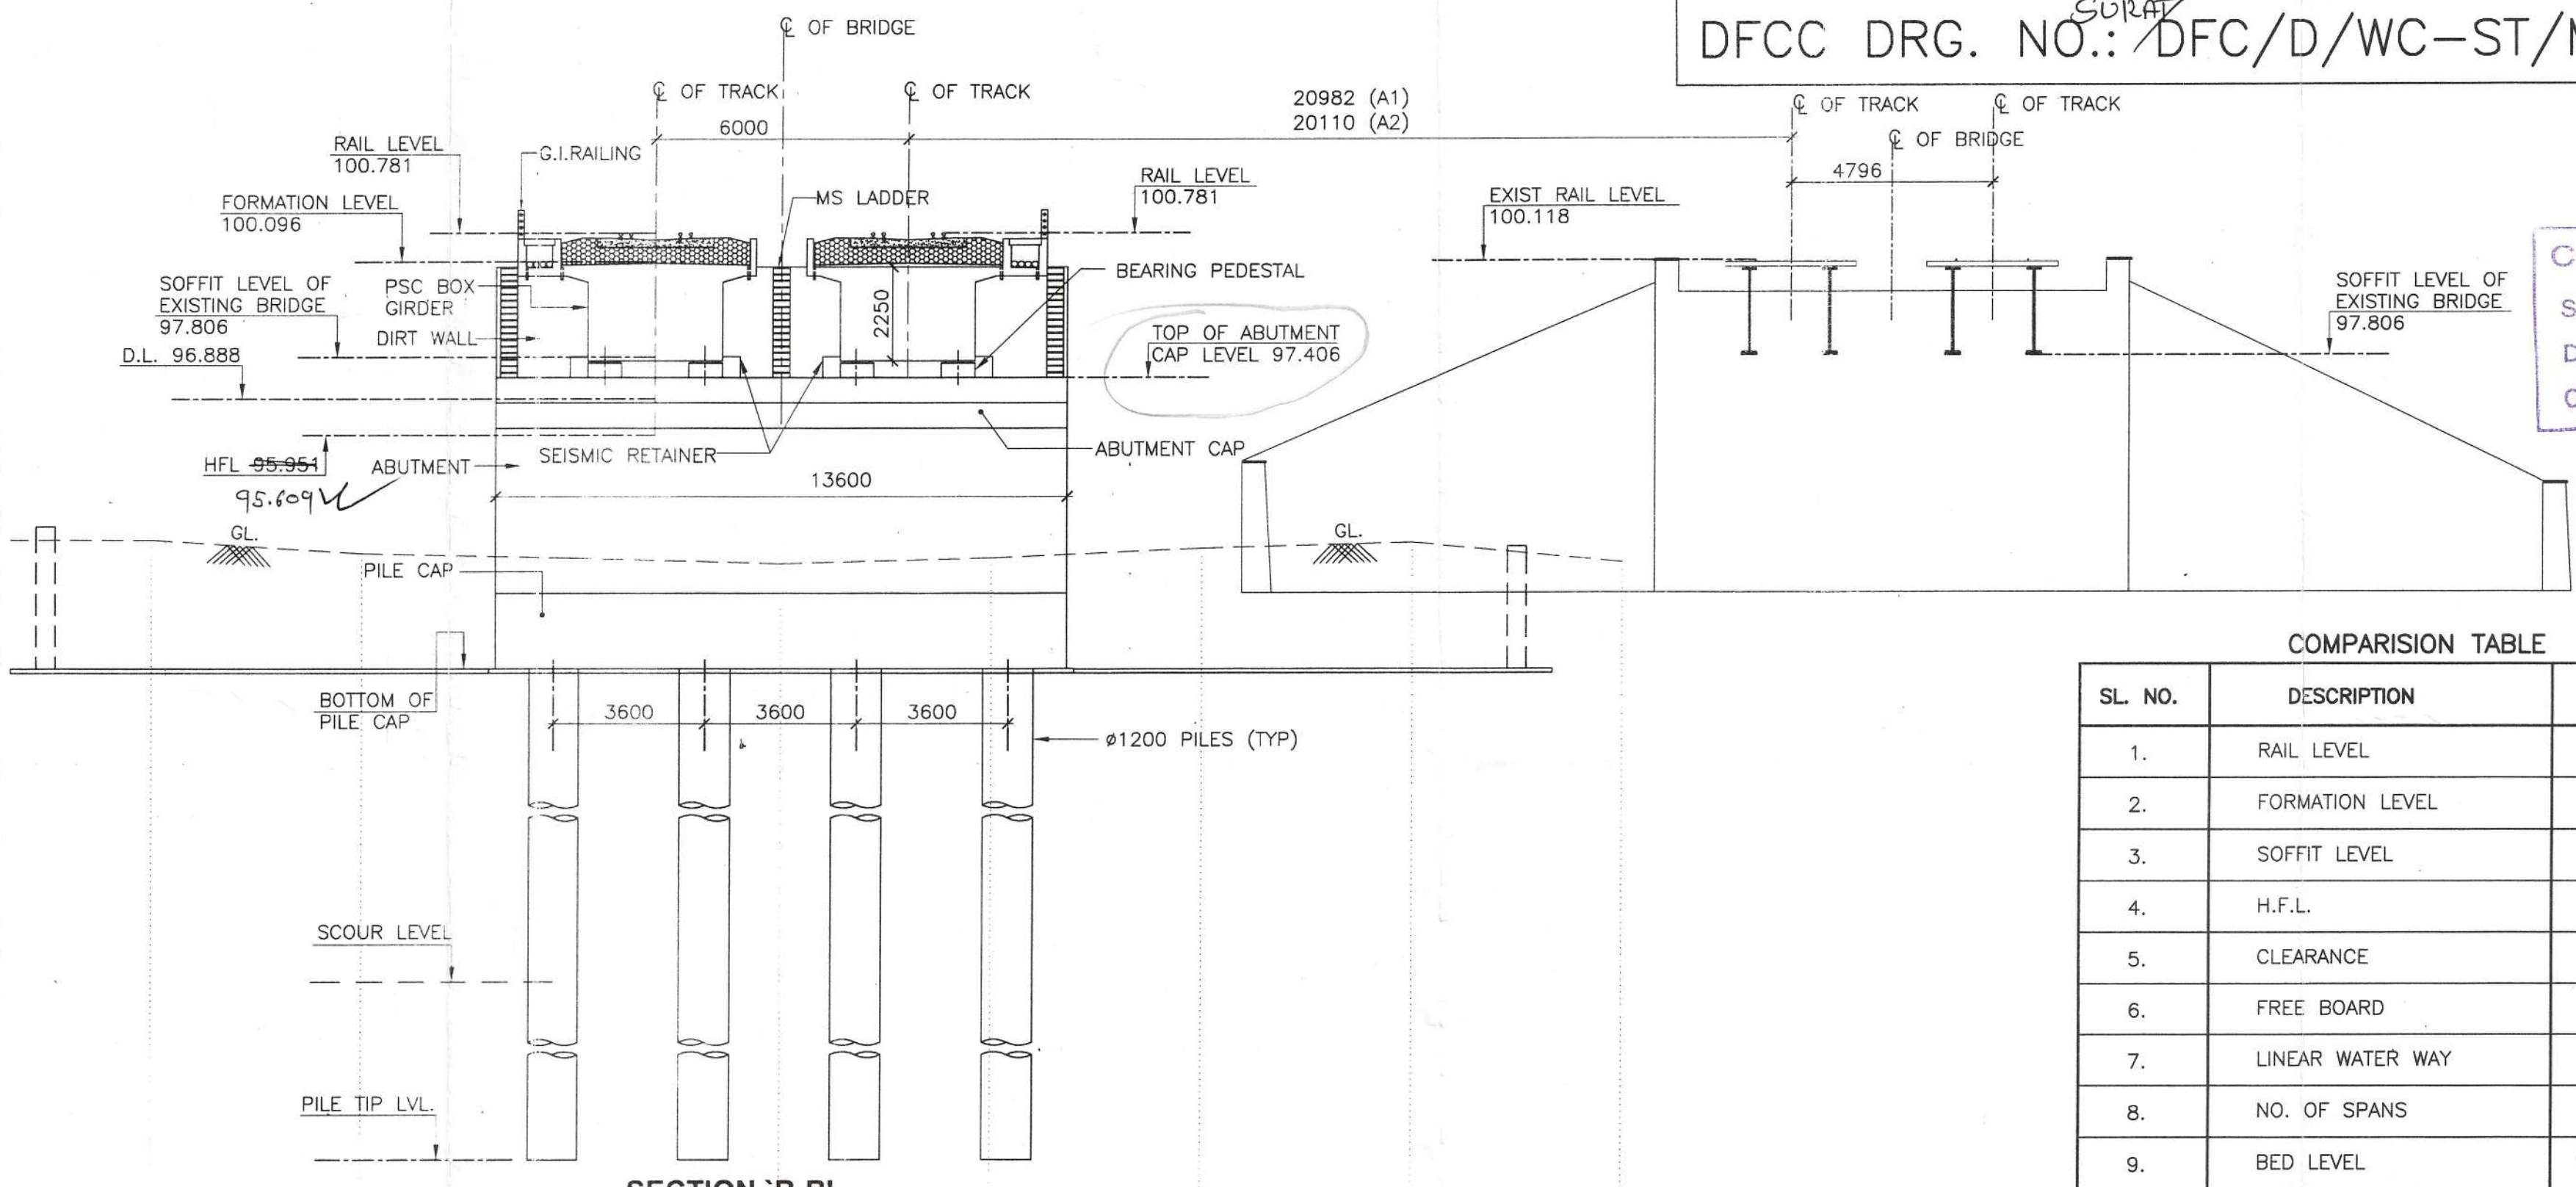 SURAT
DFCC DRG. NO.: DFC/D/WC-ST/
℄ OF BRIDGE
℄ OF TRACK
℄ OF TRACK
6000
20982 (A1)
20110 (A2)
℄ OF TRACK
℄ OF TRACK
℄ OF BRIDGE
4796
RAIL LEVEL
100.781
G.I.RAILING
MS LADDER
RAIL LEVEL
100.781
EXIST RAIL LEVEL
100.118
FORMATION LEVEL
100.096
SOFFIT LEVEL OF
EXISTING BRIDGE
97.806
PSC BOX
GIRDER
DIRT WALL
D.L. 96.888
2250
BEARING PEDESTAL
TOP OF ABUTMENT
CAP LEVEL 97.406
SOFFIT LEVEL OF
EXISTING BRIDGE
97.806
HFL 95.951
95.609
ABUTMENT
SEISMIC RETAINER
ABUTMENT CAP
13600
GL.
GL.
PILE CAP
BOTTOM OF
PILE CAP
3600
3600
3600
ø1200 PILES (TYP)
SCOUR LEVEL
PILE TIP LVL.
COMPARISION TABLE
SL. NO. DESCRIPTION
1. RAIL LEVEL
2. FORMATION LEVEL
3. SOFFIT LEVEL
4. H.F.L.
5. CLEARANCE
6. FREE BOARD
7. LINEAR WATER WAY
8. NO. OF SPANS
9. BED LEVEL